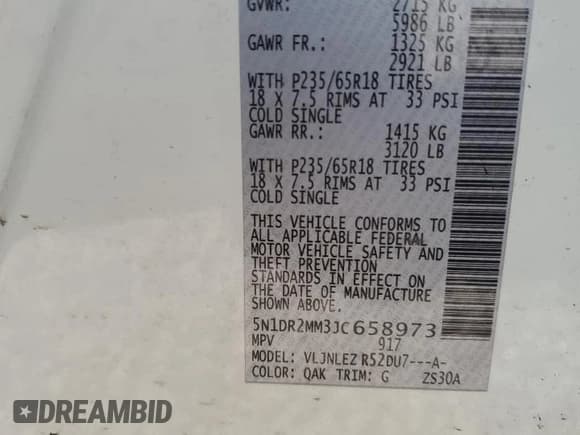 GVWR: 2715 KG
5986 LB
GAWR FR.: 1325 KG
2921 LB
WITH P235/65R18 TIRES
18 X 7.5 RIMS AT 33 PSI
COLD SINGLE
GAWR RR.: 1415 KG
3120 LB
WITH P235/65R18 TIRES
18 X 7.5 RIMS AT 33 PSI
COLD SINGLE
THIS VEHICLE CONFORMS TO
ALL APPLICABLE FEDERAL
MOTOR VEHICLE SAFETY AND
THEFT PREVENTION
STANDARDS IN EFFECT ON
THE DATE OF MANUFACTURE
SHOWN ABOVE.
5N1DR2MM3JC658973
MPV 917
MODEL: VLJNLEZ R52DU7---A-
COLOR: QAK TRIM: G ZS30A
DREAMBID